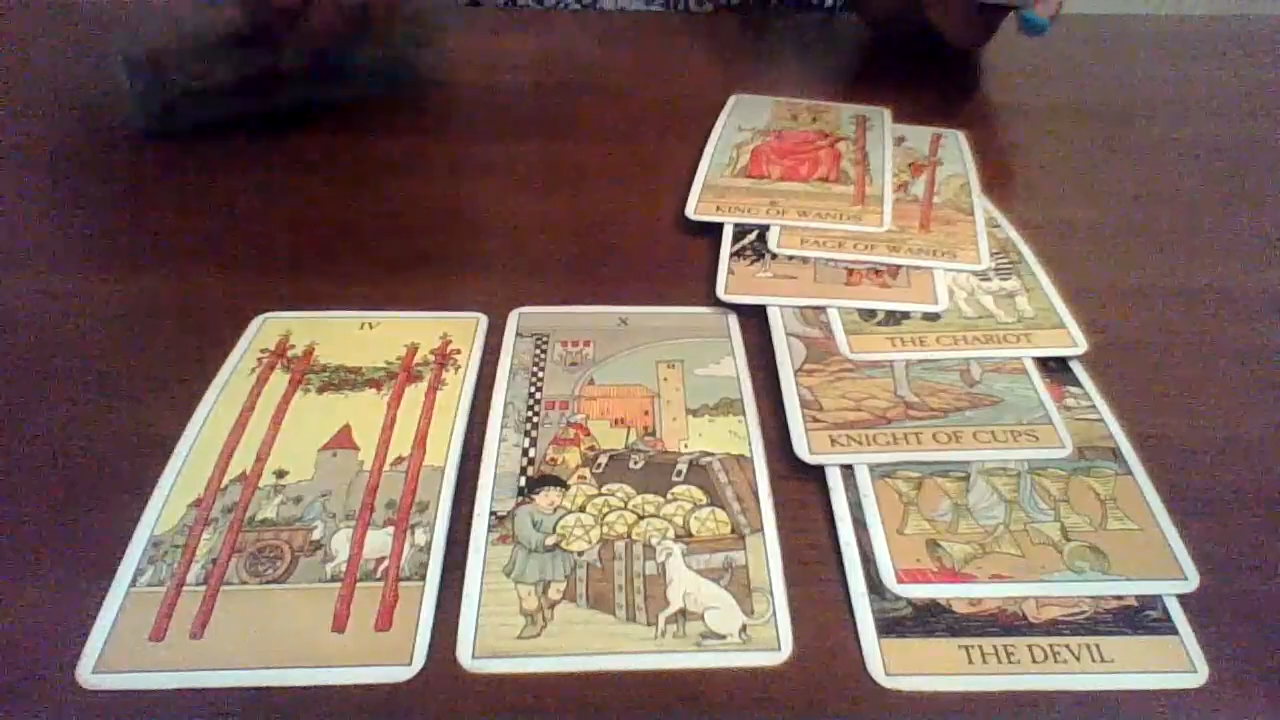 KING OF WANDS
PAGE OF WANDS
THE CHARIOT
IV
X
KNIGHT OF CUPS
THE DEVIL